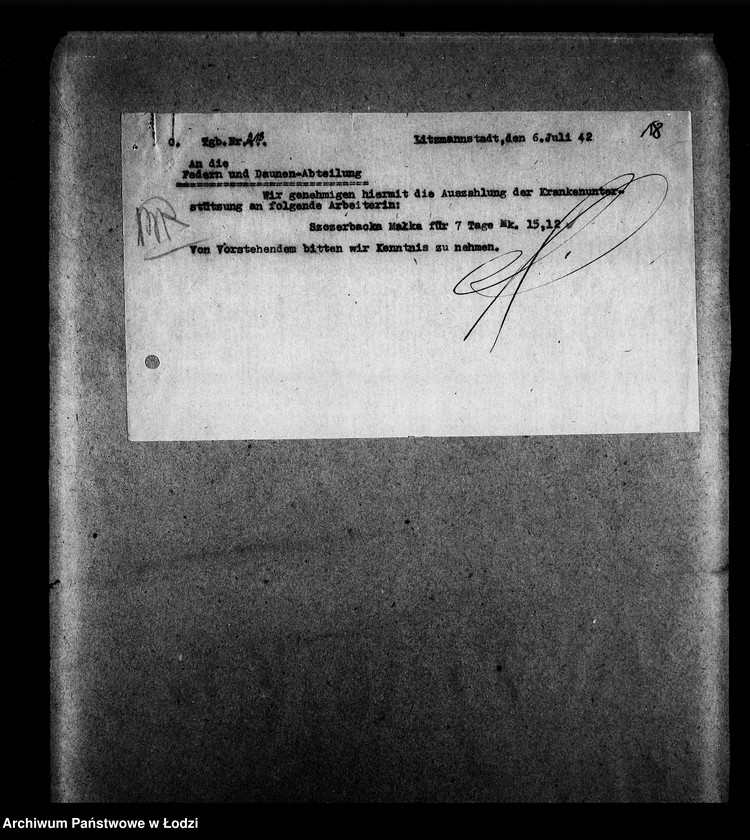 18
C. Tgb.Nr. Litzmannstadt,den 6.Juli 42
An die
Federn und Daunen-Abteilung
Wir genehmigen hiermit die Auszahlung der Krankenunter-
stützung an folgende Arbeiterin:
Szczerbacka Małka für 7 Tage Mk. 15,12
Von Vorstehendem bitten wir Kenntnis zu nehmen.
Archiwum Państwowe w Łodzi